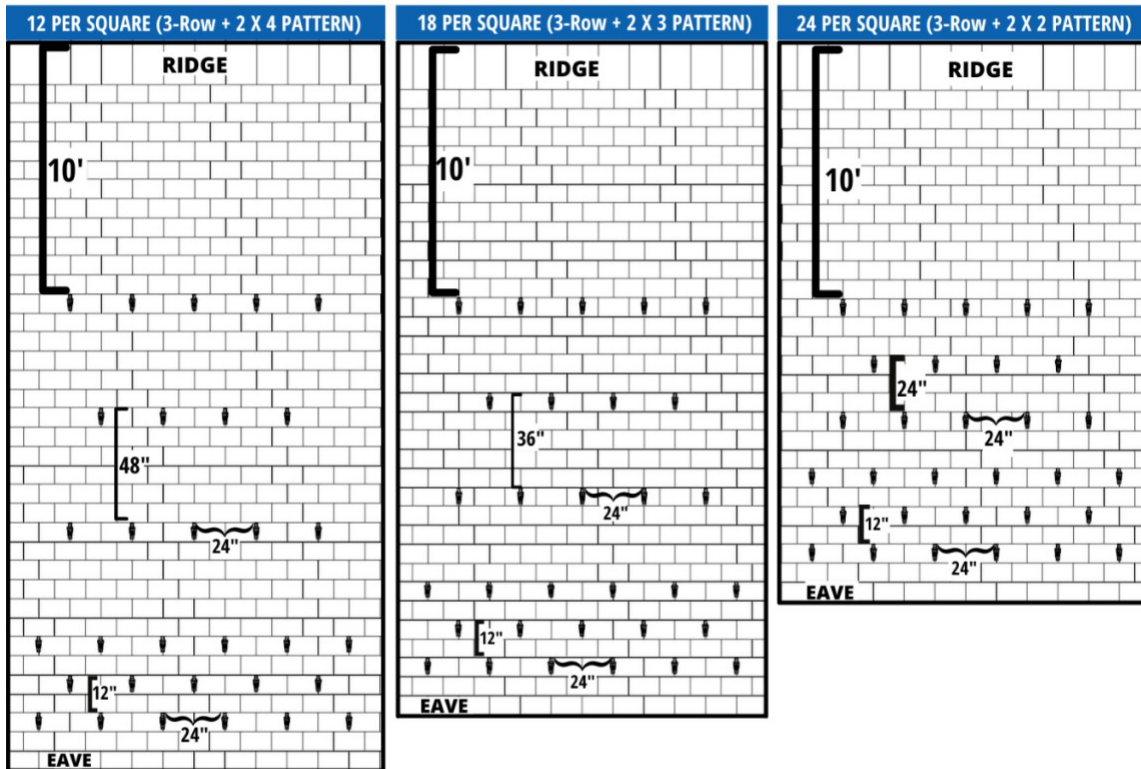 12 PER SQUARE (3-Row + 2 X 4 PATTERN)
RIDGE
10'
48"
24"
12"
24"
EAVE
18 PER SQUARE (3-Row + 2 X 3 PATTERN)
RIDGE
10'
36"
24"
12"
24"
EAVE
24 PER SQUARE (3-Row + 2 X 2 PATTERN)
RIDGE
10'
24"
24"
12"
24"
EAVE